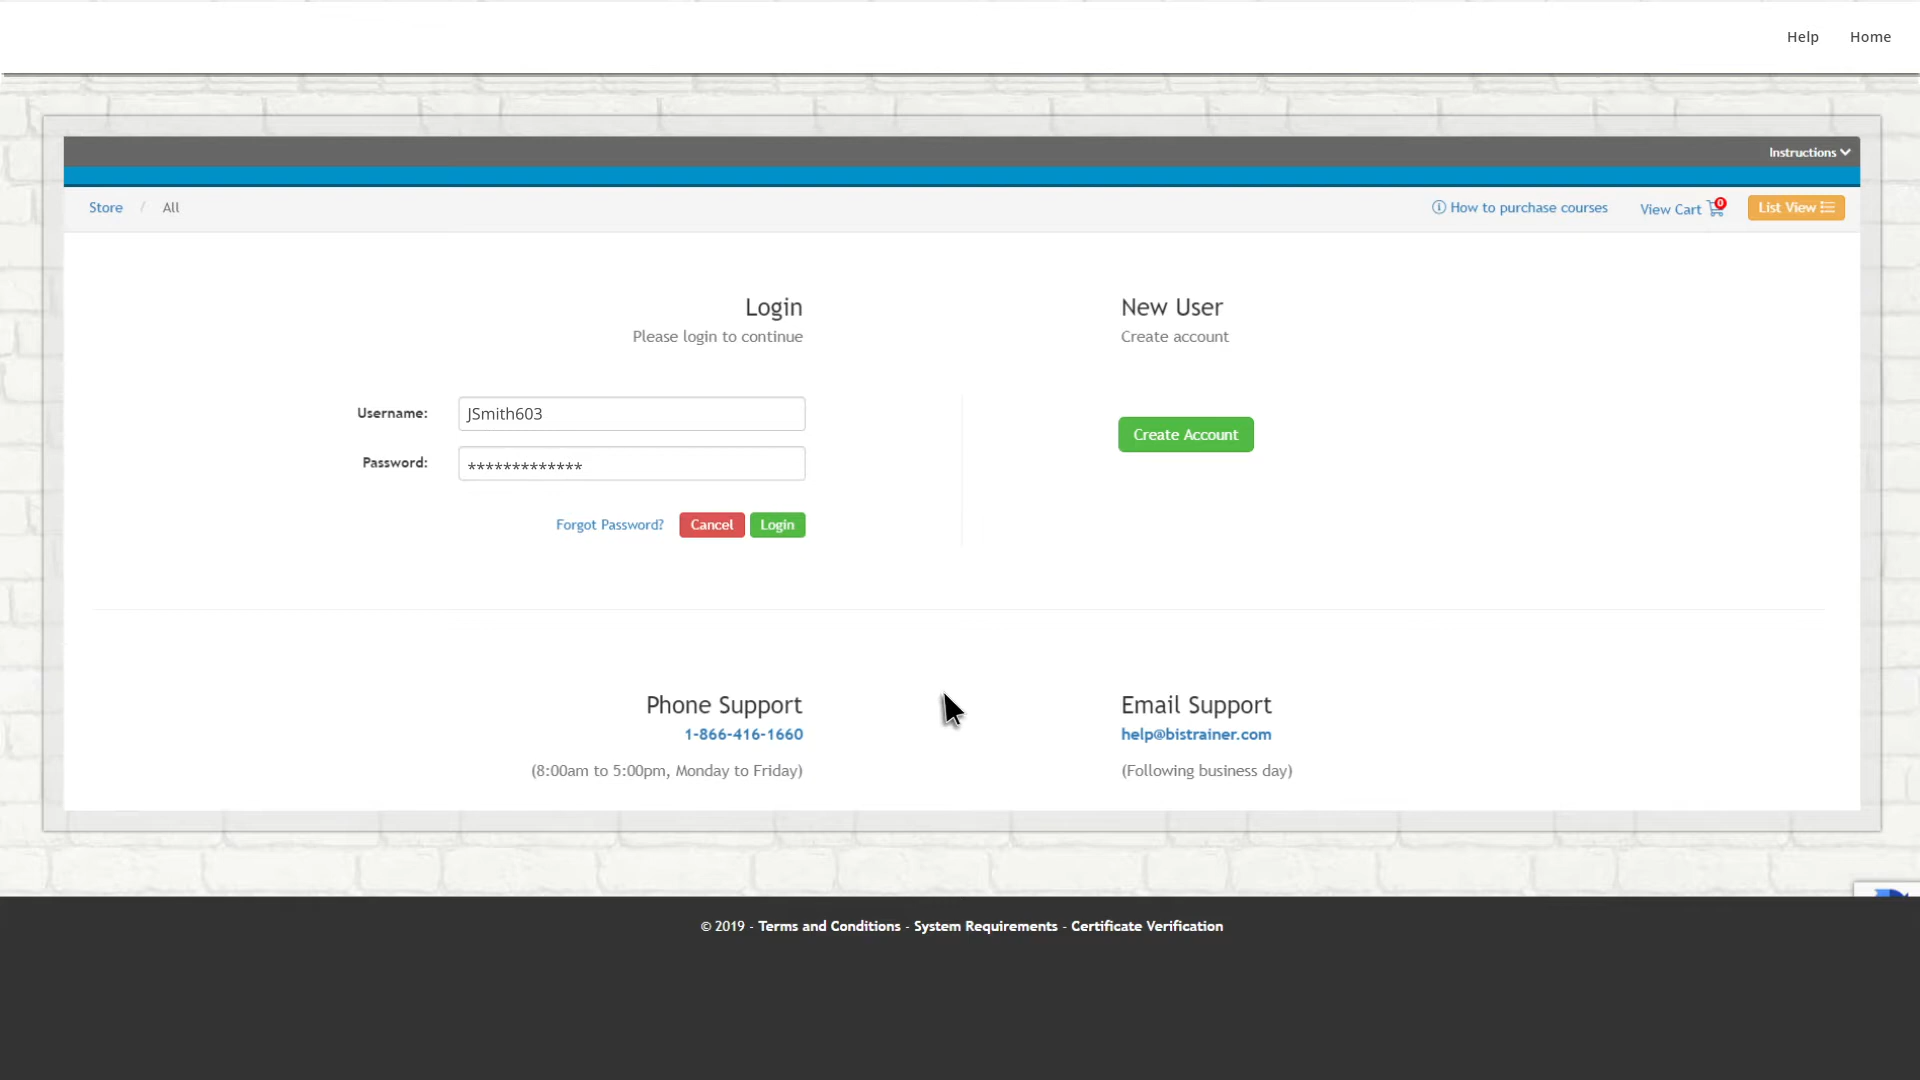 Help Home
Instructions
Store / All
How to purchase courses View Cart 0 List View
Login
Please login to continue
Username: JSmith603
Password: *************
Forgot Password? Cancel Login
New User
Create account
Create Account
Phone Support
1-866-416-1660
(8:00am to 5:00pm, Monday to Friday)
Email Support
help@bistrainer.com
(Following business day)
© 2019 - Terms and Conditions - System Requirements - Certificate Verification